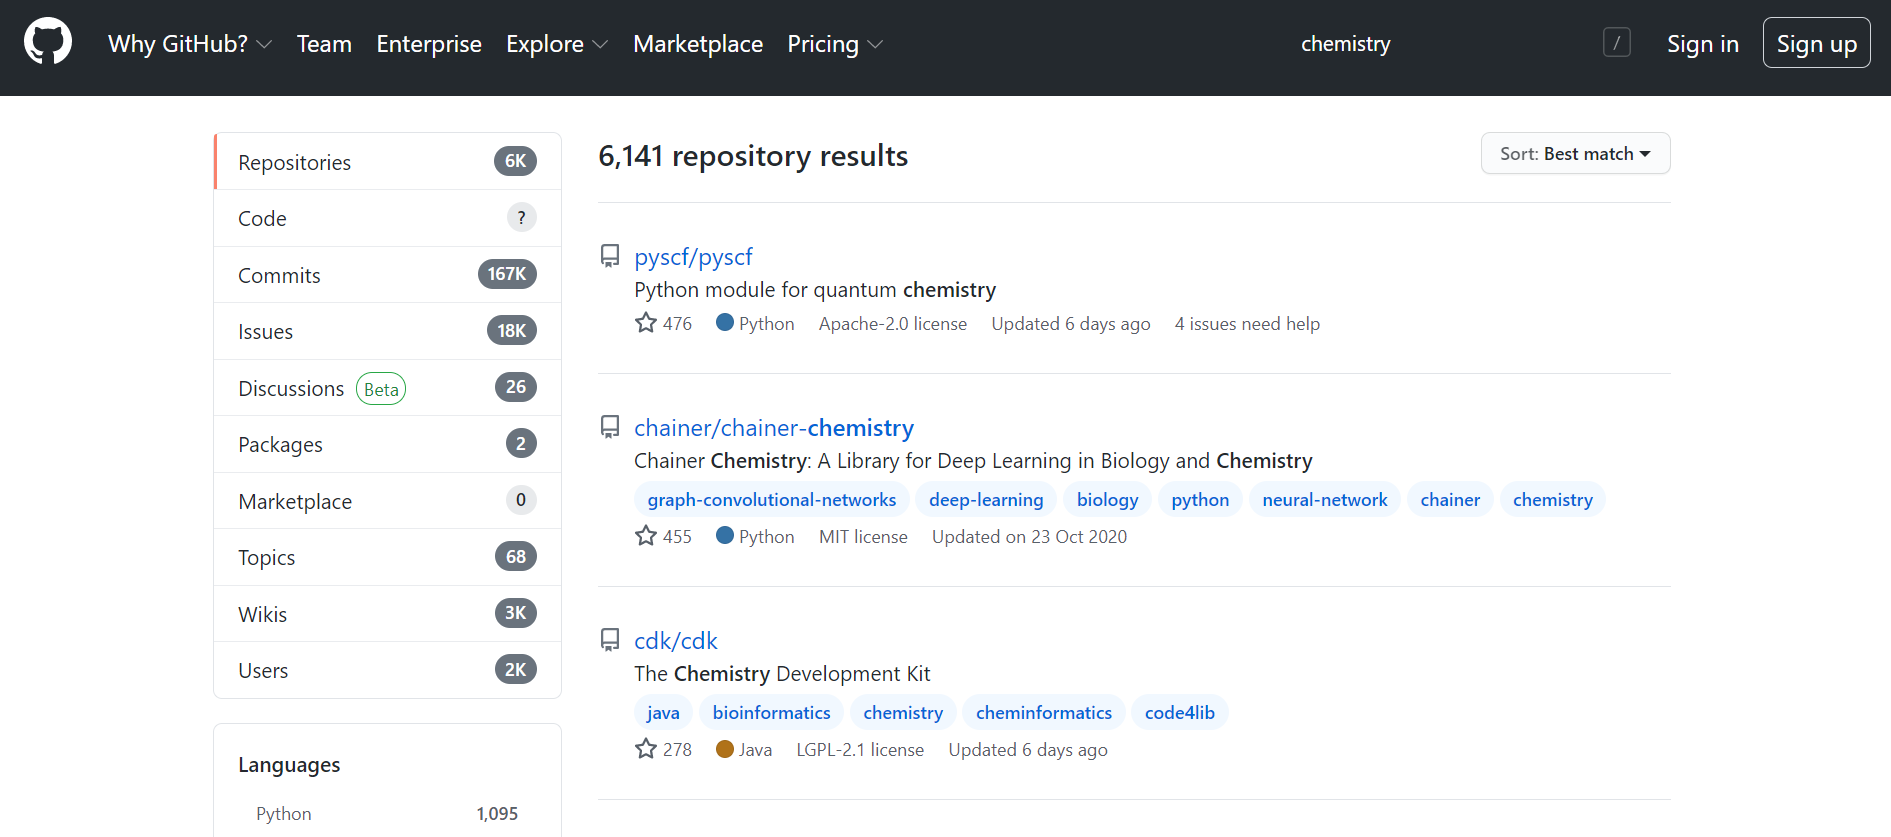 Why GitHub? Team Enterprise Explore Marketplace Pricing chemistry / Sign in Sign up
Repositories 6K
Code ?
Commits 167K
Issues 18K
Discussions Beta 26
Packages 2
Marketplace 0
Topics 68
Wikis 3K
Users 2K
Languages
Python 1,095
6,141 repository results
Sort: Best match
pyscf/pyscf
Python module for quantum chemistry
476 Python Apache-2.0 license Updated 6 days ago 4 issues need help
chainer/chainer-chemistry
Chainer Chemistry: A Library for Deep Learning in Biology and Chemistry
graph-convolutional-networks deep-learning biology python neural-network chainer chemistry
455 Python MIT license Updated on 23 Oct 2020
cdk/cdk
The Chemistry Development Kit
java bioinformatics chemistry cheminformatics code4lib
278 Java LGPL-2.1 license Updated 6 days ago